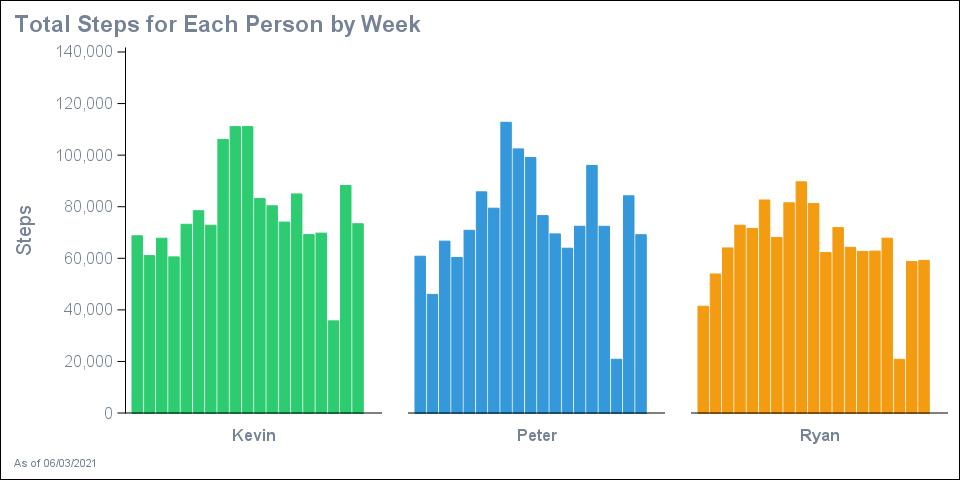 Total Steps for Each Person by Week
140,000
120,000
100,000
80,000
60,000
40,000
20,000
0
Steps
Kevin Peter Ryan
As of 06/03/2021